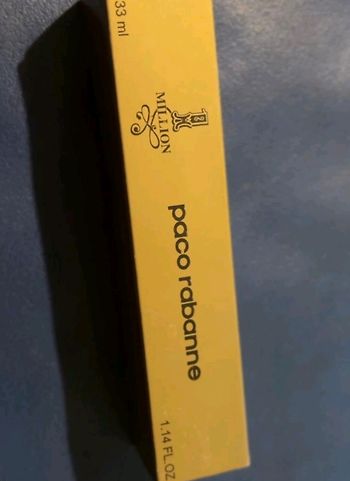 33 ml
1
MILLION
paco rabanne
1.14 FL.OZ